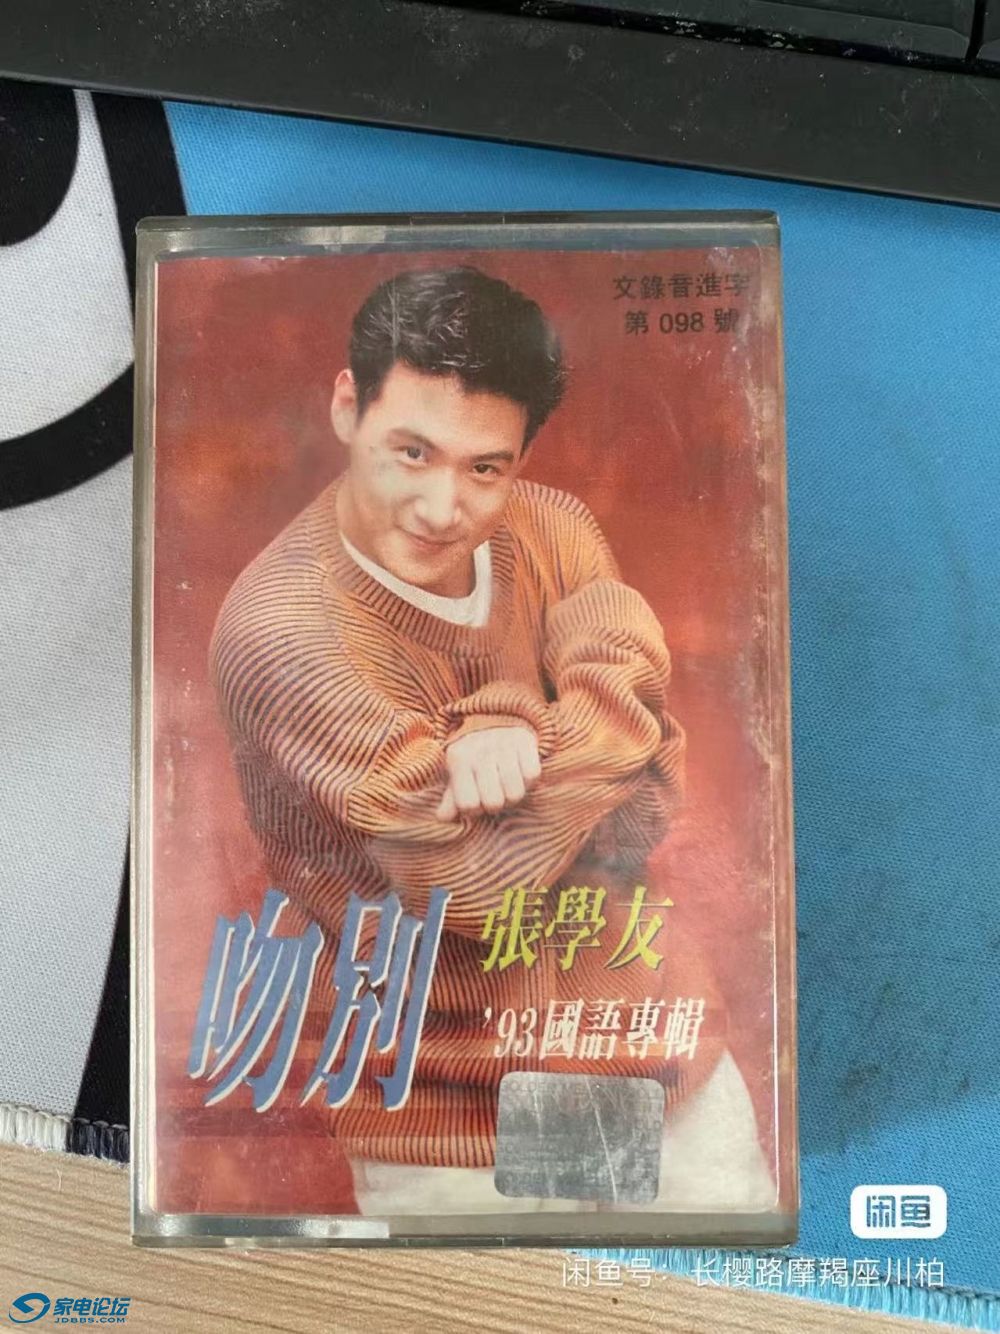 文錄音進字
第 098 號
吻别
張學友
'93國語專輯
闲鱼
闲鱼号：长樱路摩羯座川柏
家电论坛
JDBBS.COM